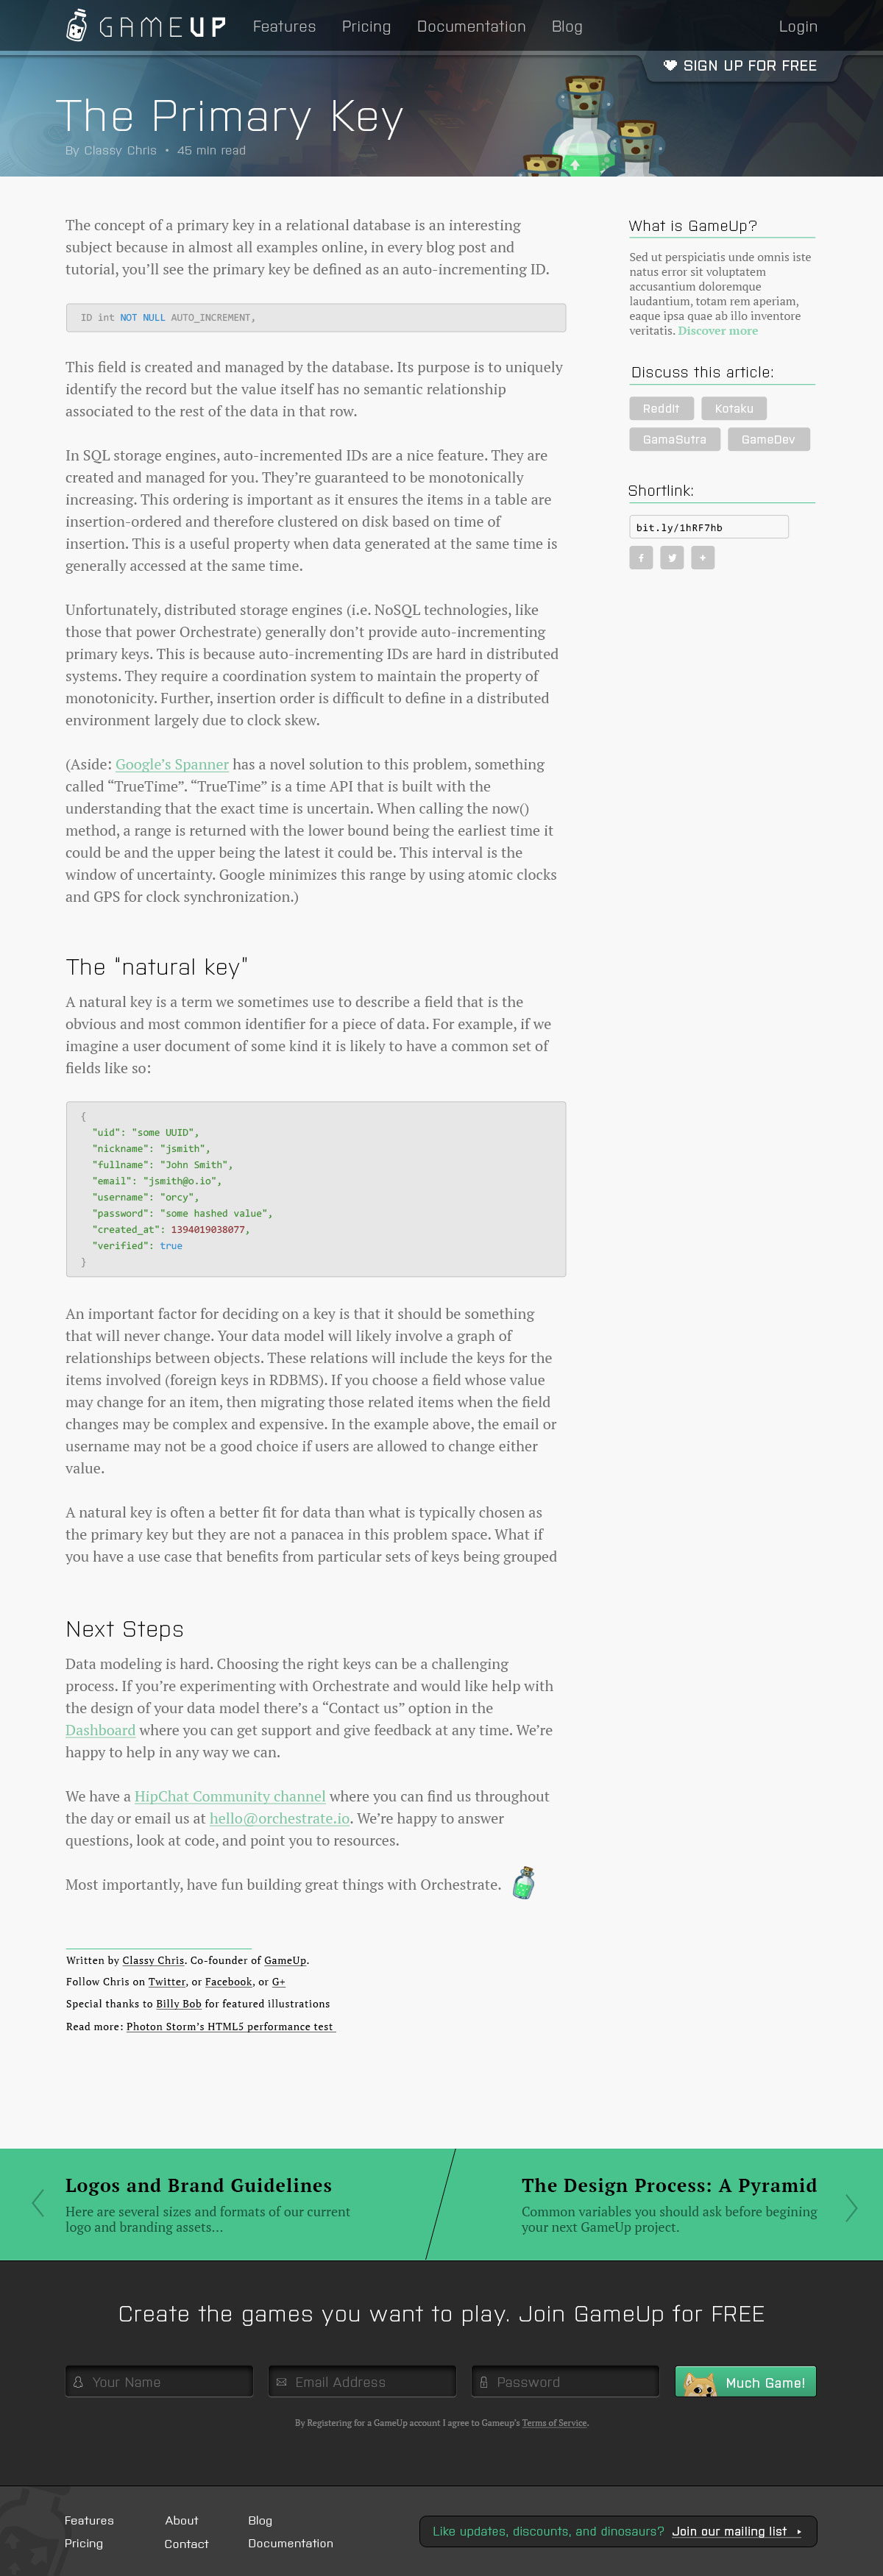 GAMEUP
Features Pricing Documentation Blog Login
SIGN UP FOR FREE
The Primary Key
By Classy Chris • 45 min read
The concept of a primary key in a relational database is an interesting
subject because in almost all examples online, in every blog post and
tutorial, you’ll see the primary key be defined as an auto-incrementing ID.
ID int NOT NULL AUTO_INCREMENT,
This field is created and managed by the database. Its purpose is to uniquely
identify the record but the value itself has no semantic relationship
associated to the rest of the data in that row.
In SQL storage engines, auto-incremented IDs are a nice feature. They are
created and managed for you. They’re guaranteed to be monotonically
increasing. This ordering is important as it ensures the items in a table are
insertion-ordered and therefore clustered on disk based on time of
insertion. This is a useful property when data generated at the same time is
generally accessed at the same time.
Unfortunately, distributed storage engines (i.e. NoSQL technologies, like
those that power Orchestrate) generally don’t provide auto-incrementing
primary keys. This is because auto-incrementing IDs are hard in distributed
systems. They require a coordination system to maintain the property of
monotonicity. Further, insertion order is difficult to define in a distributed
environment largely due to clock skew.
(Aside: Google’s Spanner has a novel solution to this problem, something
called “TrueTime”. “TrueTime” is a time API that is built with the
understanding that the exact time is uncertain. When calling the now()
method, a range is returned with the lower bound being the earliest time it
could be and the upper being the latest it could be. This interval is the
window of uncertainty. Google minimizes this range by using atomic clocks
and GPS for clock synchronization.)
The “natural key”
A natural key is a term we sometimes use to describe a field that is the
obvious and most common identifier for a piece of data. For example, if we
imagine a user document of some kind it is likely to have a common set of
fields like so:
{
"uid": "some UUID",
"nickname": "jsmith",
"fullname": "John Smith",
"email": "jsmith@o.io",
"username": "orcy",
"password": "some hashed value",
"created_at": 1394019038077,
"verified": true
}
An important factor for deciding on a key is that it should be something
that will never change. Your data model will likely involve a graph of
relationships between objects. These relations will include the keys for the
items involved (foreign keys in RDBMS). If you choose a field whose value
may change for an item, then migrating those related items when the field
changes may be complex and expensive. In the example above, the email or
username may not be a good choice if users are allowed to change either
value.
A natural key is often a better fit for data than what is typically chosen as
the primary key but they are not a panacea in this problem space. What if
you have a use case that benefits from particular sets of keys being grouped
Next Steps
Data modeling is hard. Choosing the right keys can be a challenging
process. If you’re experimenting with Orchestrate and would like help with
the design of your data model there’s a “Contact us” option in the
Dashboard where you can get support and give feedback at any time. We’re
happy to help in any way we can.
We have a HipChat Community channel where you can find us throughout
the day or email us at hello@orchestrate.io. We’re happy to answer
questions, look at code, and point you to resources.
Most importantly, have fun building great things with Orchestrate.
Written by Classy Chris. Co-founder of GameUp.
Follow Chris on Twitter, or Facebook, or G+
Special thanks to Billy Bob for featured illustrations
Read more: Photon Storm’s HTML5 performance test
What is GameUp?
Sed ut perspiciatis unde omnis iste
natus error sit voluptatem
accusantium doloremque
laudantium, totam rem aperiam,
eaque ipsa quae ab illo inventore
veritatis. Discover more
Discuss this article:
Reddit Kotaku
GamaSutra GameDev
Shortlink:
bit.ly/1hRF7hb
Logos and Brand Guidelines
Here are several sizes and formats of our current
logo and branding assets...
The Design Process: A Pyramid
Common variables you should ask before begining
your next GameUp project.
Create the games you want to play. Join GameUp for FREE
Your Name Email Address Password Much Game!
By Registering for a GameUp account I agree to Gameup’s Terms of Service.
Features About Blog
Pricing Contact Documentation
Like updates, discounts, and dinosaurs? Join our mailing list